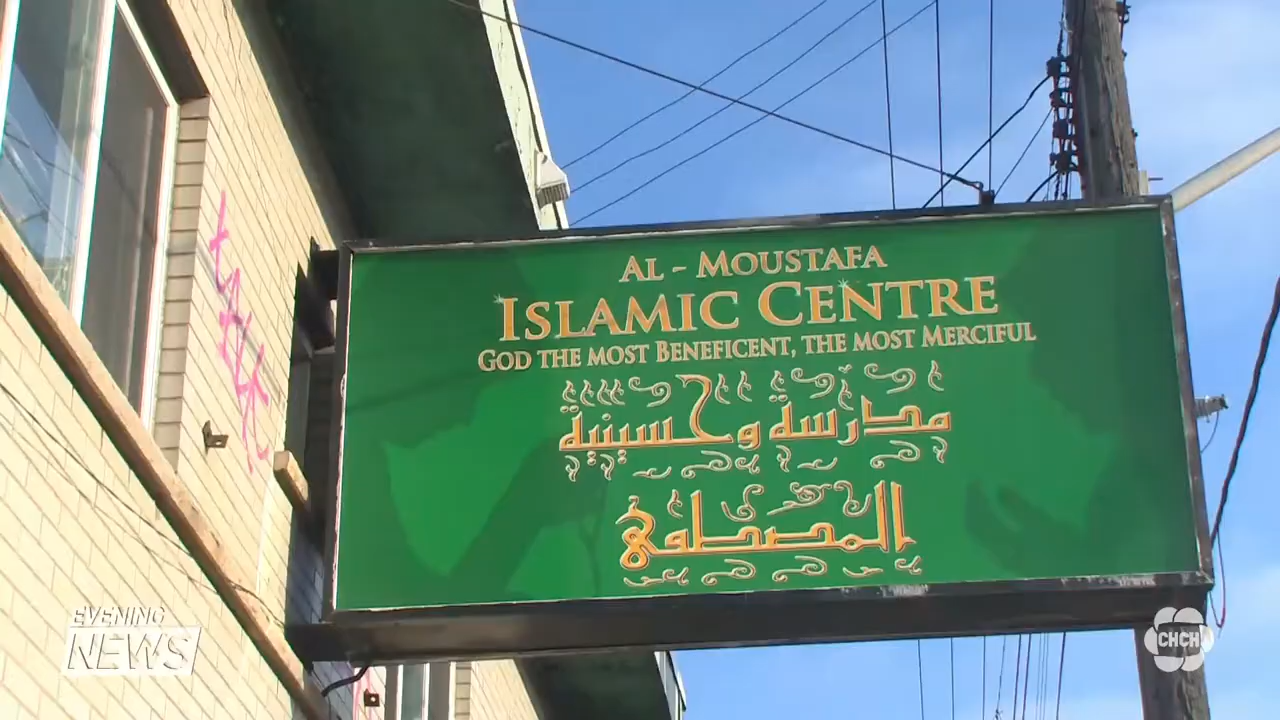 AL - MOUSTAFA
ISLAMIC CENTRE
GOD THE MOST BENEFICENT, THE MOST MERCIFUL
مدرسة وحسينية
المصطفى
EVENING
NEWS
CHCH